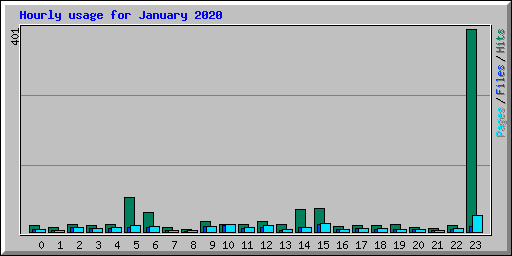 Hourly usage for January 2020
401
Pages/Files/Hits
0 1 2 3 4 5 6 7 8 9 10 11 12 13 14 15 16 17 18 19 20 21 22 23